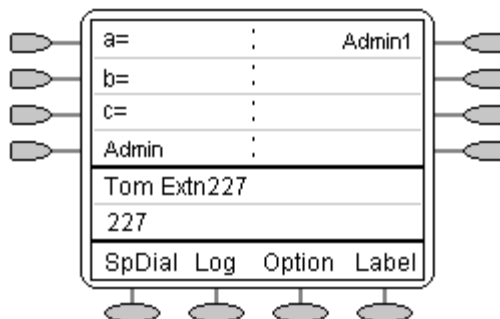 a= Admin1
b=
c=
Admin
Tom Extn227
227
SpDial Log Option Label